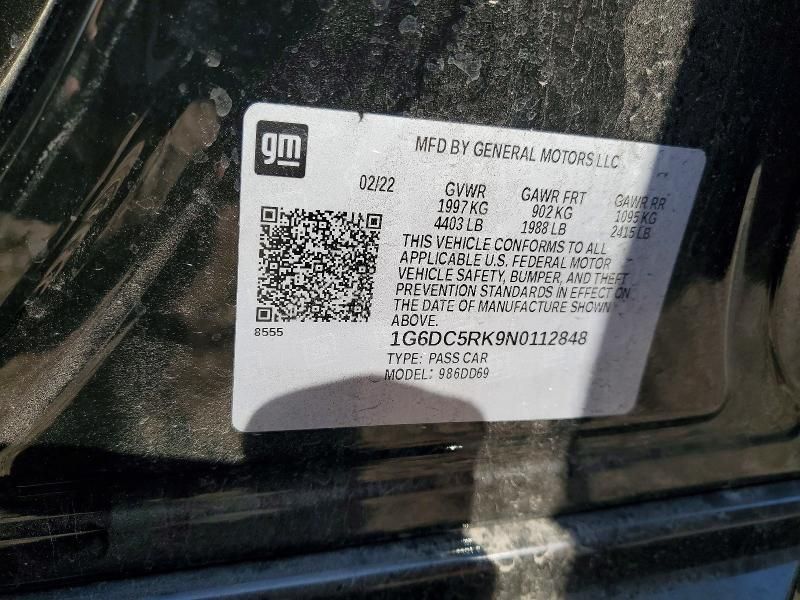 gm
MFD BY GENERAL MOTORS LLC
02/22
GVWR GAWR FRT GAWR RR
1997 KG 902 KG 1095 KG
4403 LB 1988 LB 2415 LB
THIS VEHICLE CONFORMS TO ALL
APPLICABLE U.S. FEDERAL MOTOR
VEHICLE SAFETY, BUMPER, AND THEFT
PREVENTION STANDARDS IN EFFECT ON
THE DATE OF MANUFACTURE SHOWN
ABOVE.
8555
1G6DC5RK9N0112848
TYPE: PASS CAR
MODEL: 986DD69